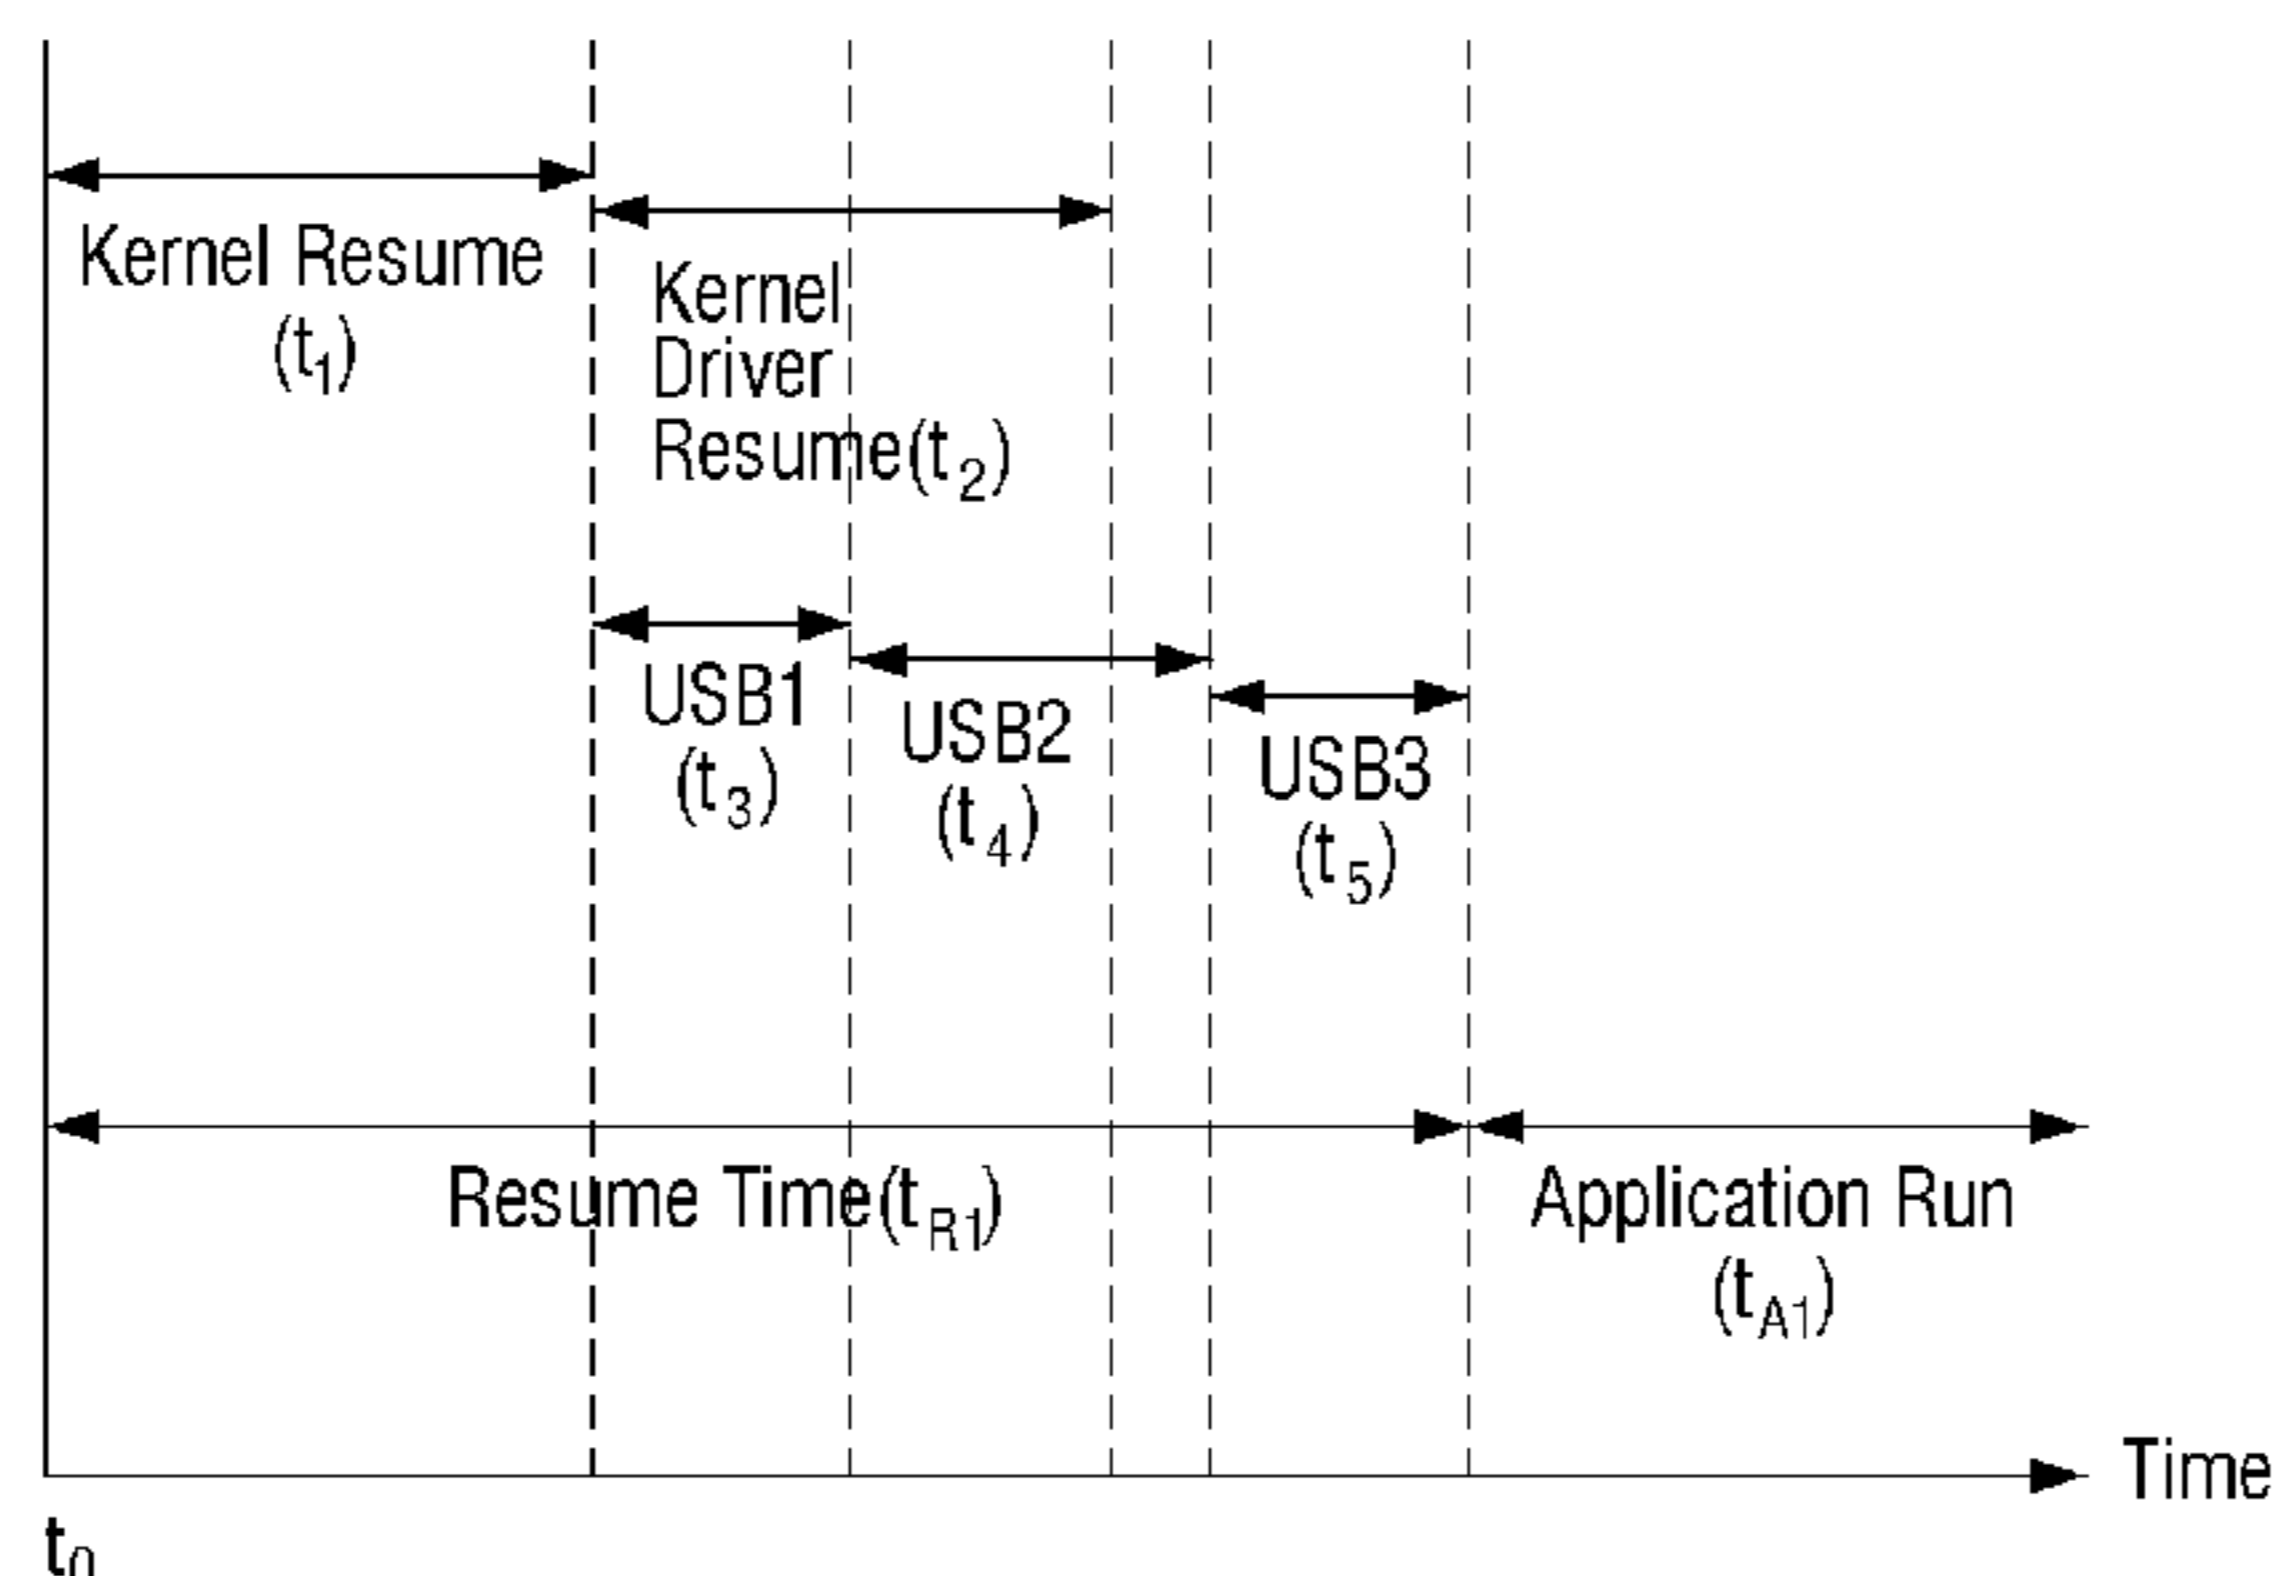 Kernel Resume
(t1)
Kernel
Driver
Resume(t2)
USB1
(t3)
USB2
(t4)
USB3
(t5)
Resume Time(tR1)
Application Run
(tA1)
Time
t0